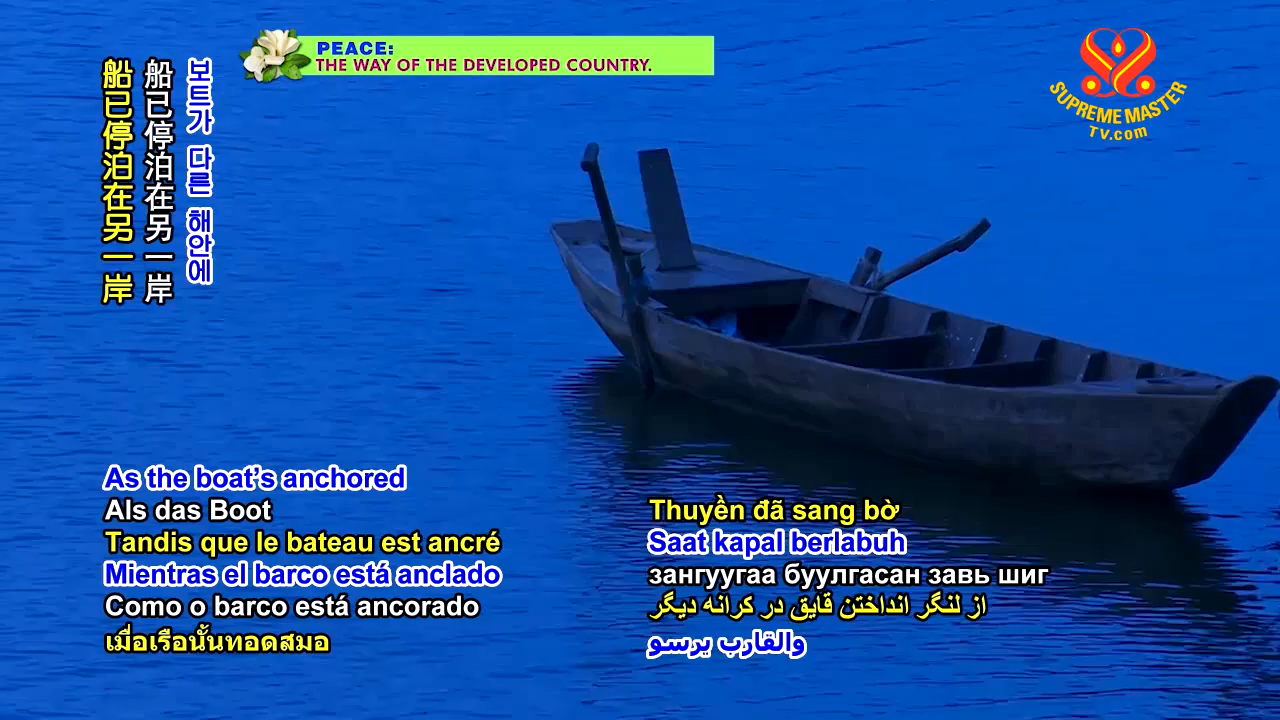 PEACE:
THE WAY OF THE DEVELOPED COUNTRY.
SUPREME MASTER
TV.com
보트가 다른 해안에
船已停泊在另一岸
船已停泊在另一岸
As the boat’s anchored
Als das Boot
Tandis que le bateau est ancré
Mientras el barco está anclado
Como o barco está ancorado
เมื่อเรือนั้นทอดสมอ
Thuyền đã sang bờ
Saat kapal berlabuh
зангуугаа буулгасан завь шиг
از لنگر انداختن قایق در کرانه دیگر
والقارب يرسو